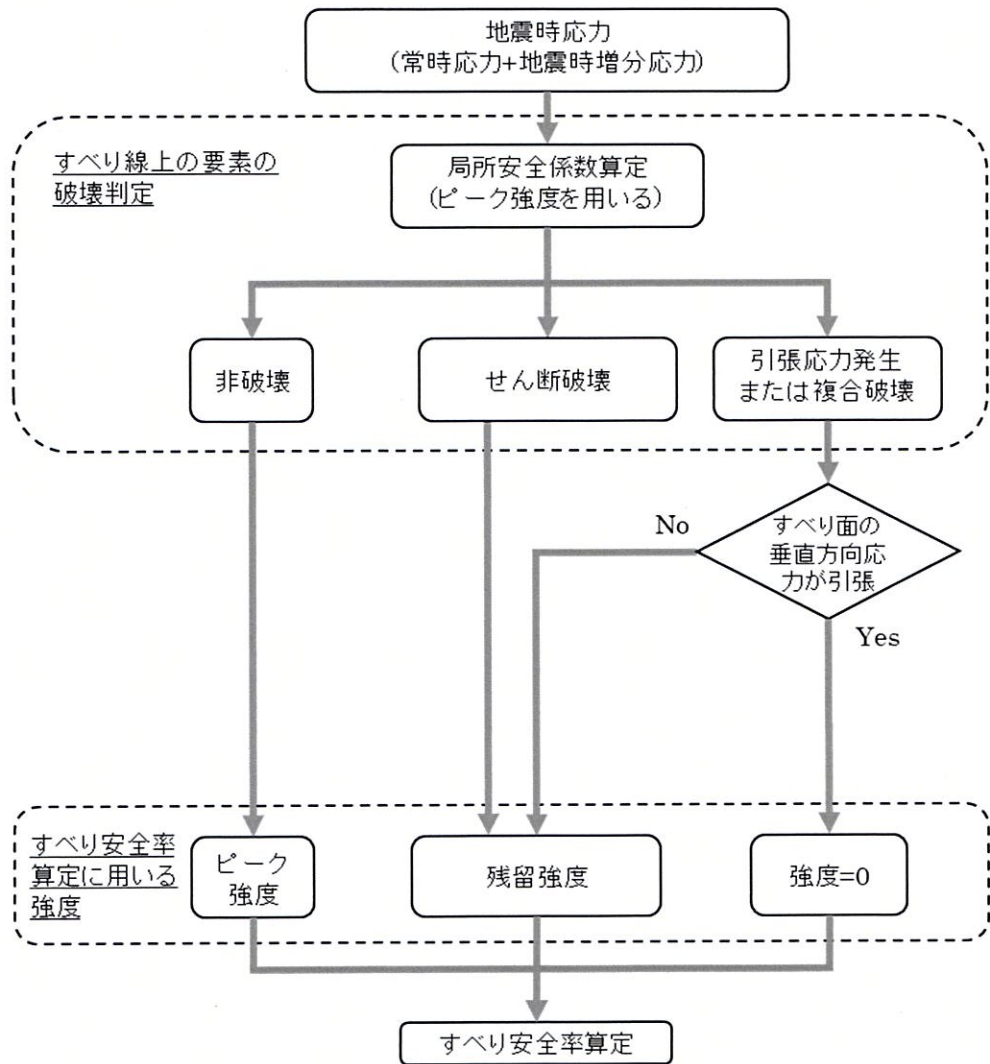 地震時応力
(常時応力+地震時増分応力)
すべり線上の要素の
破壊判定
局所安全係数算定
(ピーク強度を用いる)
非破壊
せん断破壊
引張応力発生
または複合破壊
No
すべり面の
垂直方向応
力が引張
Yes
すべり安全率
算定に用いる
強度
ピーク
強度
残留強度
強度=0
すべり安全率算定